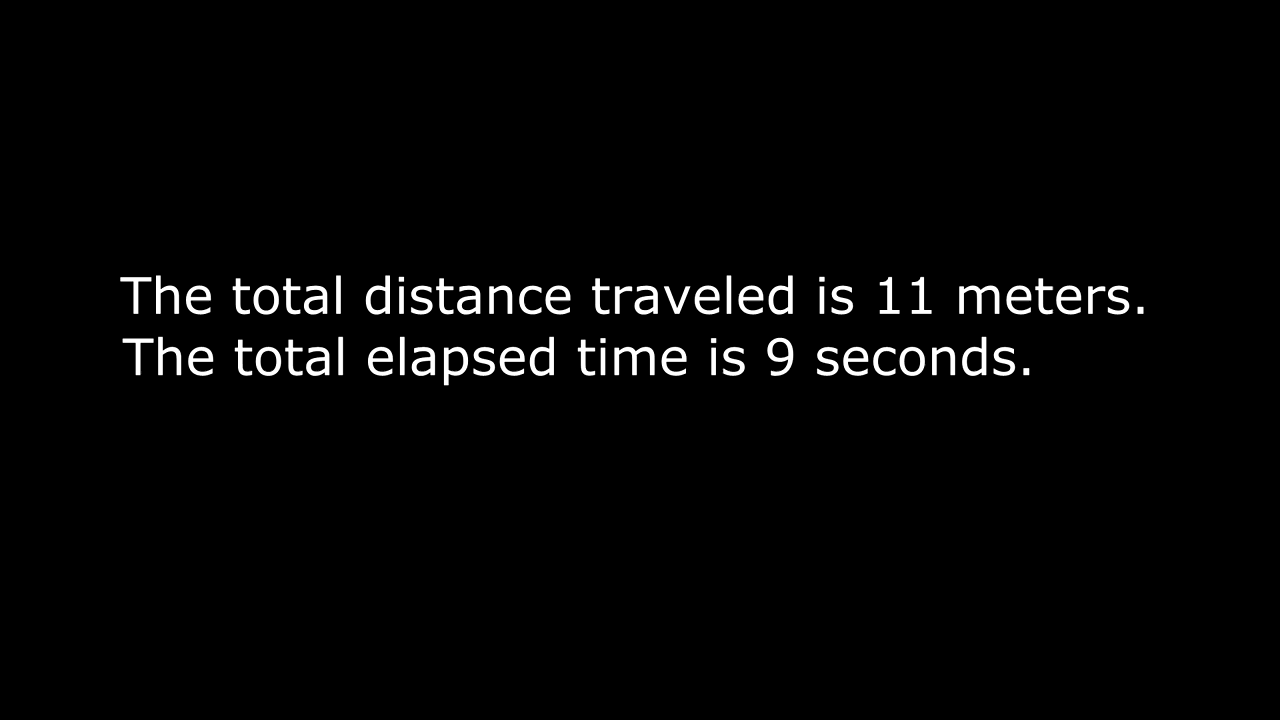 The total distance traveled is 11 meters.
The total elapsed time is 9 seconds.